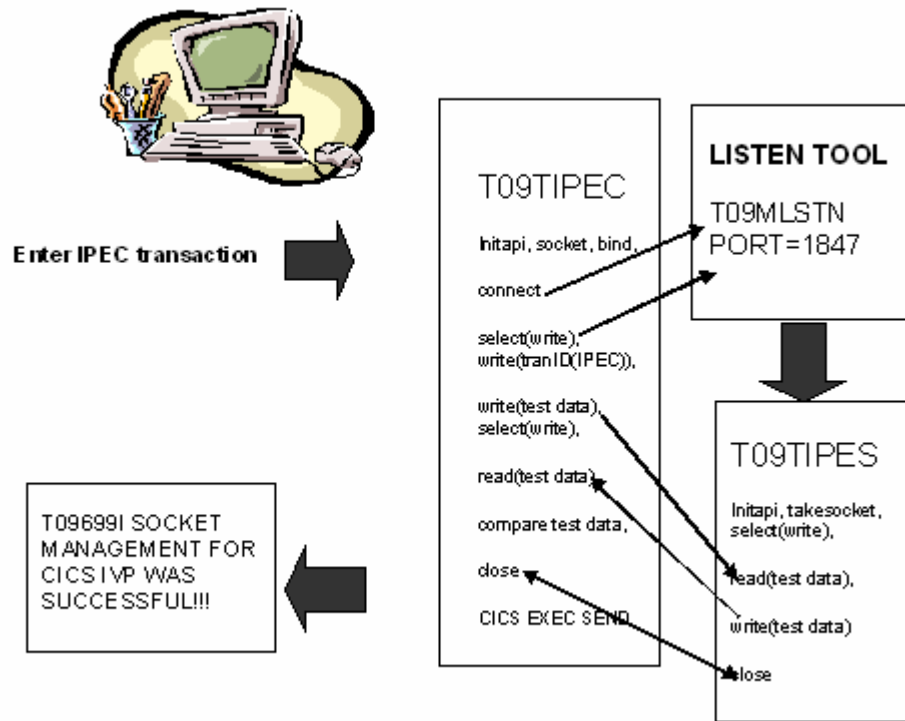 Enter IPEC transaction
T09TIPEC
Initapi, socket, bind,
connect
select(write),
write(tranID(IPEC)),
write(test data),
select(write),
read(test data)
compare test data,
close
CICS EXEC SEND
LISTEN TOOL
T09MLSTN
PORT=1847
T09TIPES
Initapi, takesocket,
select(write),
read(test data),
write(test data)
close
T09699I SOCKET
MANAGEMENT FOR
CICS IVP WAS
SUCCESSFUL!!!